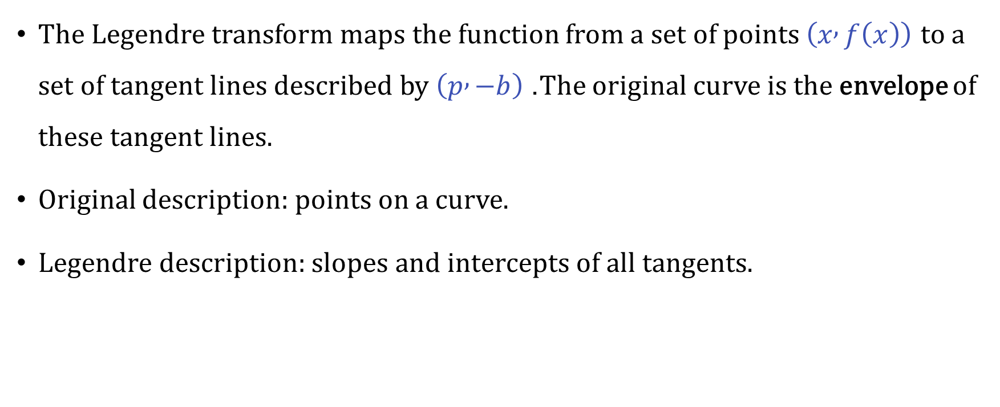 • The Legendre transform maps the function from a set of points (x, f(x)) to a
set of tangent lines described by (p, −b) .The original curve is the envelope of
these tangent lines.
• Original description: points on a curve.
• Legendre description: slopes and intercepts of all tangents.